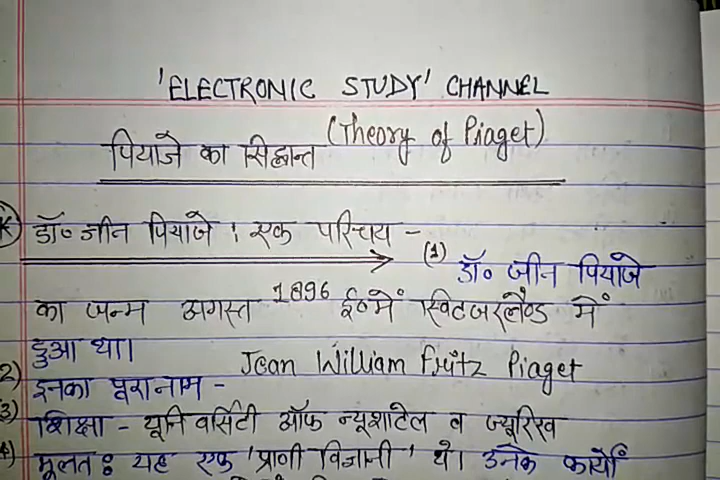 'ELECTRONIC STUDY' CHANNEL
पियाजे का सिद्धान्त (Theory of Piaget)
डॉ० जीन पियाजे : एक परिचय -
(1) डॉ० जीन पियाजे
का जन्म अगस्त 1896 ई० में स्विटजरलैण्ड में
हुआ था।
2) इनका पूरानाम - Jean William Fritz Piaget
3) शिक्षा - यूनिवर्सिटी ऑफ न्यूशाटेल व ज्यूरिख
4) मूलत: यह एक 'प्राणी विज्ञानी' थे। उनके कार्यों